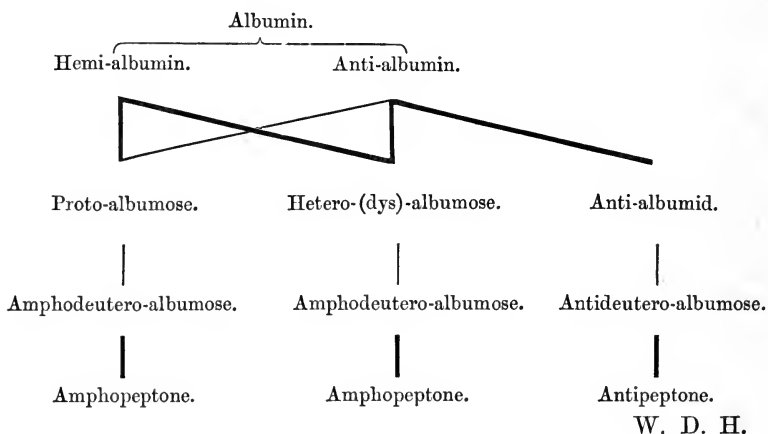 Albumin.
Hemi-albumin. Anti-albumin.
Proto-albumose. Hetero-(dys)-albumose. Anti-albumid.
Amphodeutero-albumose. Amphodeutero-albumose. Antideutero-albumose.
Amphopeptone. Amphopeptone. Antipeptone.
W. D. H.